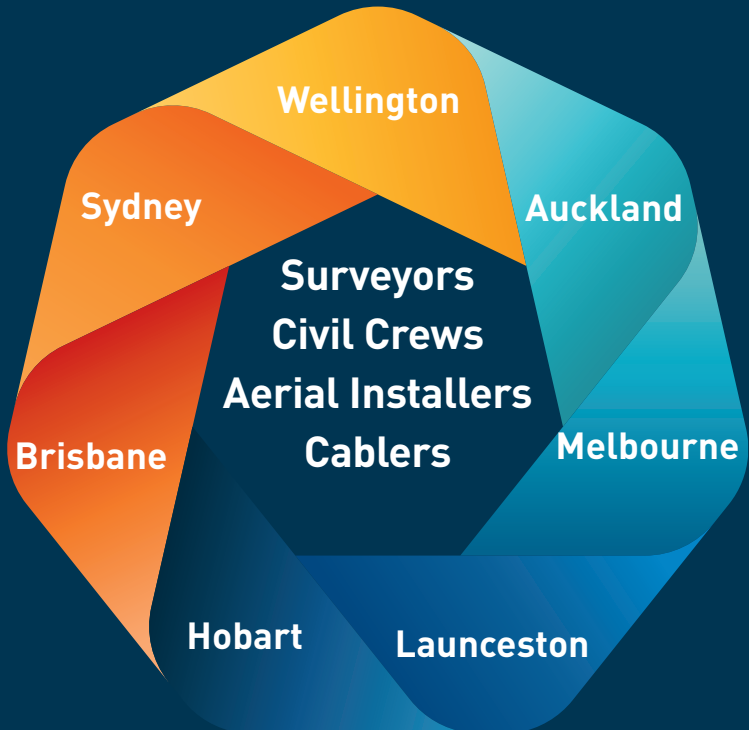 Wellington
Sydney
Auckland
Surveyors
Civil Crews
Aerial Installers
Cablers
Brisbane
Melbourne
Hobart
Launceston